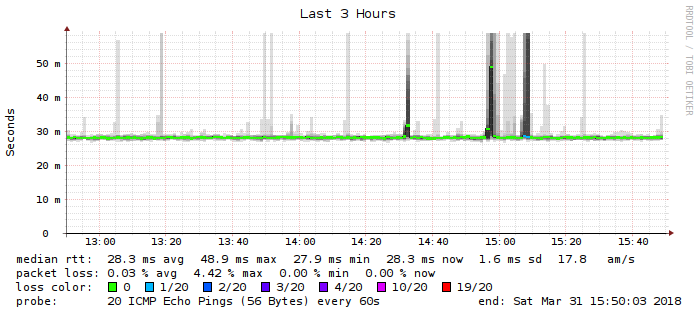 Last 3 Hours
RRDTOOL / TOBI OETIKER
Seconds
50 m
40 m
30 m
20 m
10 m
0
13:00 13:20 13:40 14:00 14:20 14:40 15:00 15:20 15:40
median rtt: 28.3 ms avg 48.9 ms max 27.9 ms min 28.3 ms now 1.6 ms sd 17.8 am/s
packet loss: 0.03 % avg 4.42 % max 0.00 % min 0.00 % now
loss color: 0 1/20 2/20 3/20 4/20 10/20 19/20
probe: 20 ICMP Echo Pings (56 Bytes) every 60s end: Sat Mar 31 15:50:03 2018